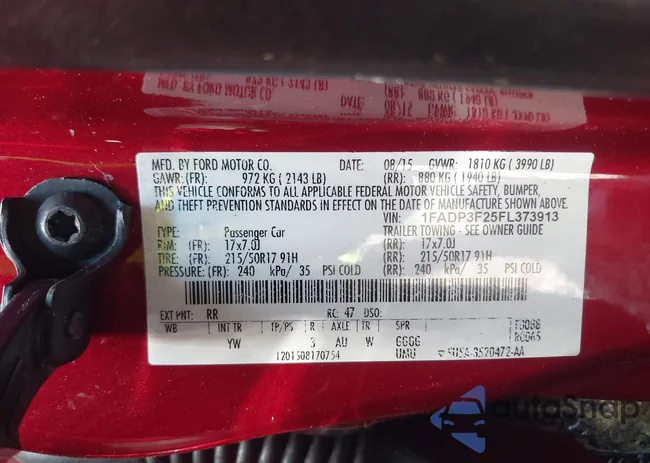 MFD. BY FORD MOTOR CO. DATE: 08/15 GVWR: 1810 KG ( 3990 LB)
GAWR: (FR): 972 KG ( 2143 LB) (RR): 880 KG ( 1940 LB)
THIS VEHICLE CONFORMS TO ALL APPLICABLE FEDERAL MOTOR VEHICLE SAFETY, BUMPER,
AND THEFT PREVENTION STANDARDS IN EFFECT ON THE DATE OF MANUFACTURE SHOWN ABOVE.
VIN: 1FADP3F25FL373913
TYPE: Passenger Car TRAILER TOWING - SEE OWNER GUIDE
RIM: (FR): 17x7.0J (RR): 17x7.0J
TIRE: (FR): 215/50R17 91H (RR): 215/50R17 91H
PRESSURE: (FR): 240 kPa/ 35 PSI COLD (RR): 240 kPa/ 35 PSI COLD
EXT PNT: RR RC: 47 DSO:
WB INT TR TP/PS R AXLE TR SPR
YW 3 AU W GGGG
1201508170754 UMU
autoSnap